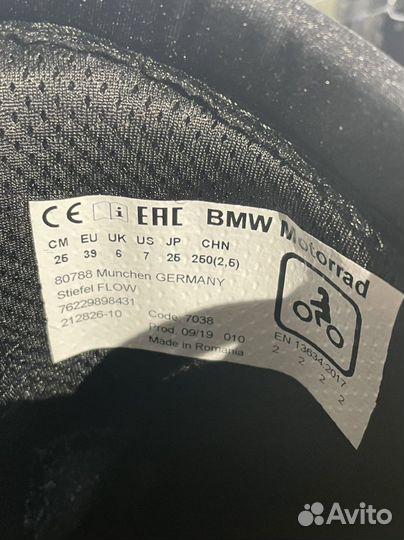 CE i EAC BMW Motorrad
CM EU UK US JP CHN
25 39 6 7 25 250(2,5)
80788 Munchen GERMANY
Stiefel FLOW
76229898431
212826-10
Code: 7038
Prod. 09/19 010
Made in Romania
EN 13634:2017
2 2 2 2
Avito